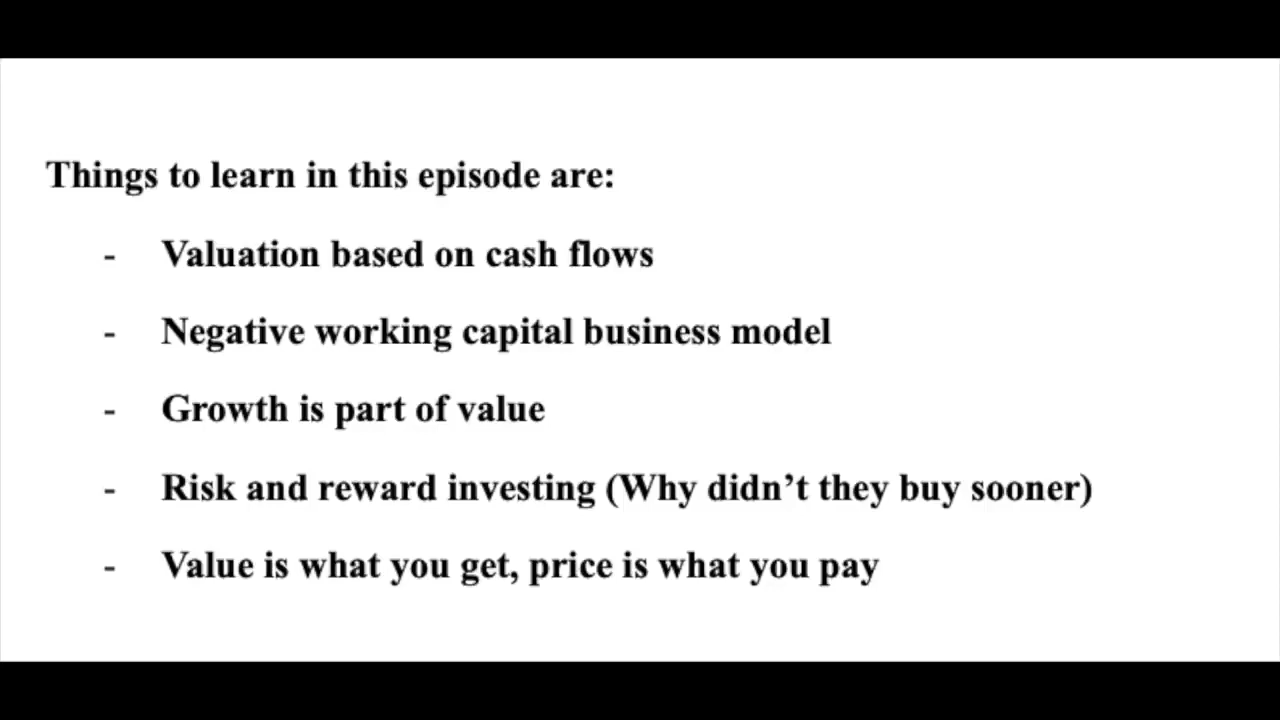 Things to learn in this episode are:
- Valuation based on cash flows
- Negative working capital business model
- Growth is part of value
- Risk and reward investing (Why didn’t they buy sooner)
- Value is what you get, price is what you pay